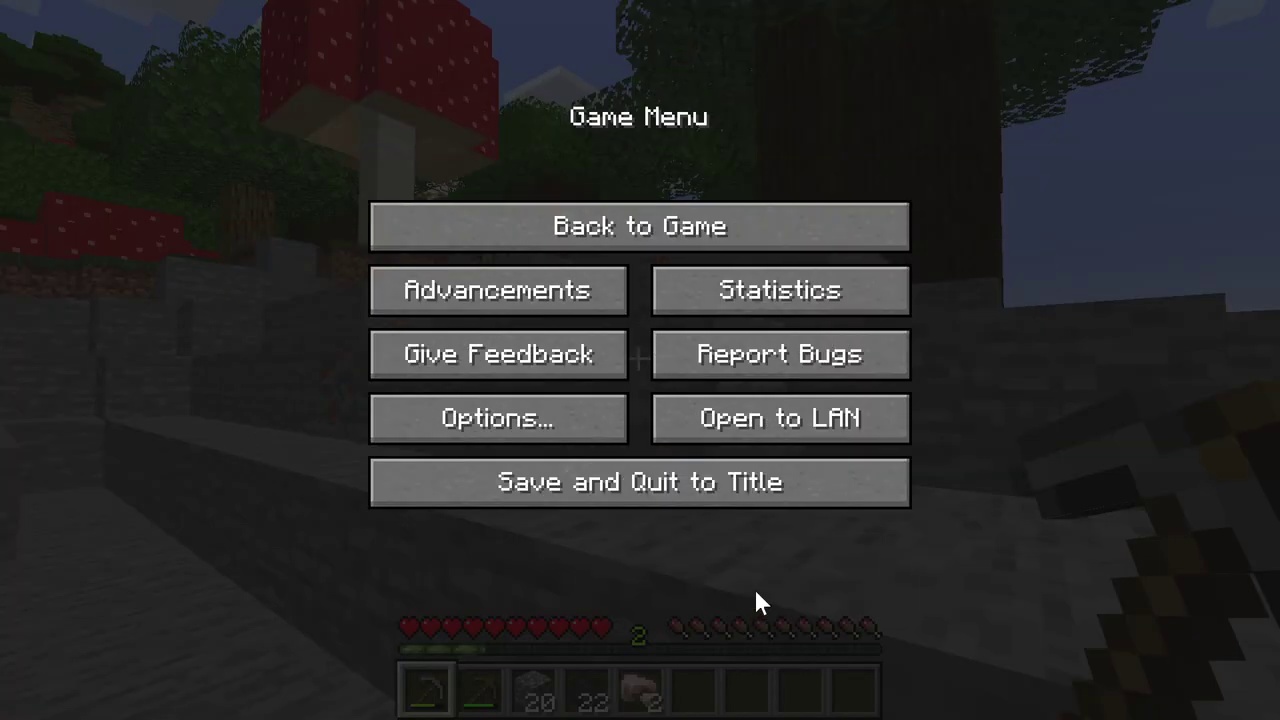 Game Menu
Back to Game
Advancements
Statistics
Give Feedback
Report Bugs
Options...
Open to LAN
Save and Quit to Title
2
20
22
2